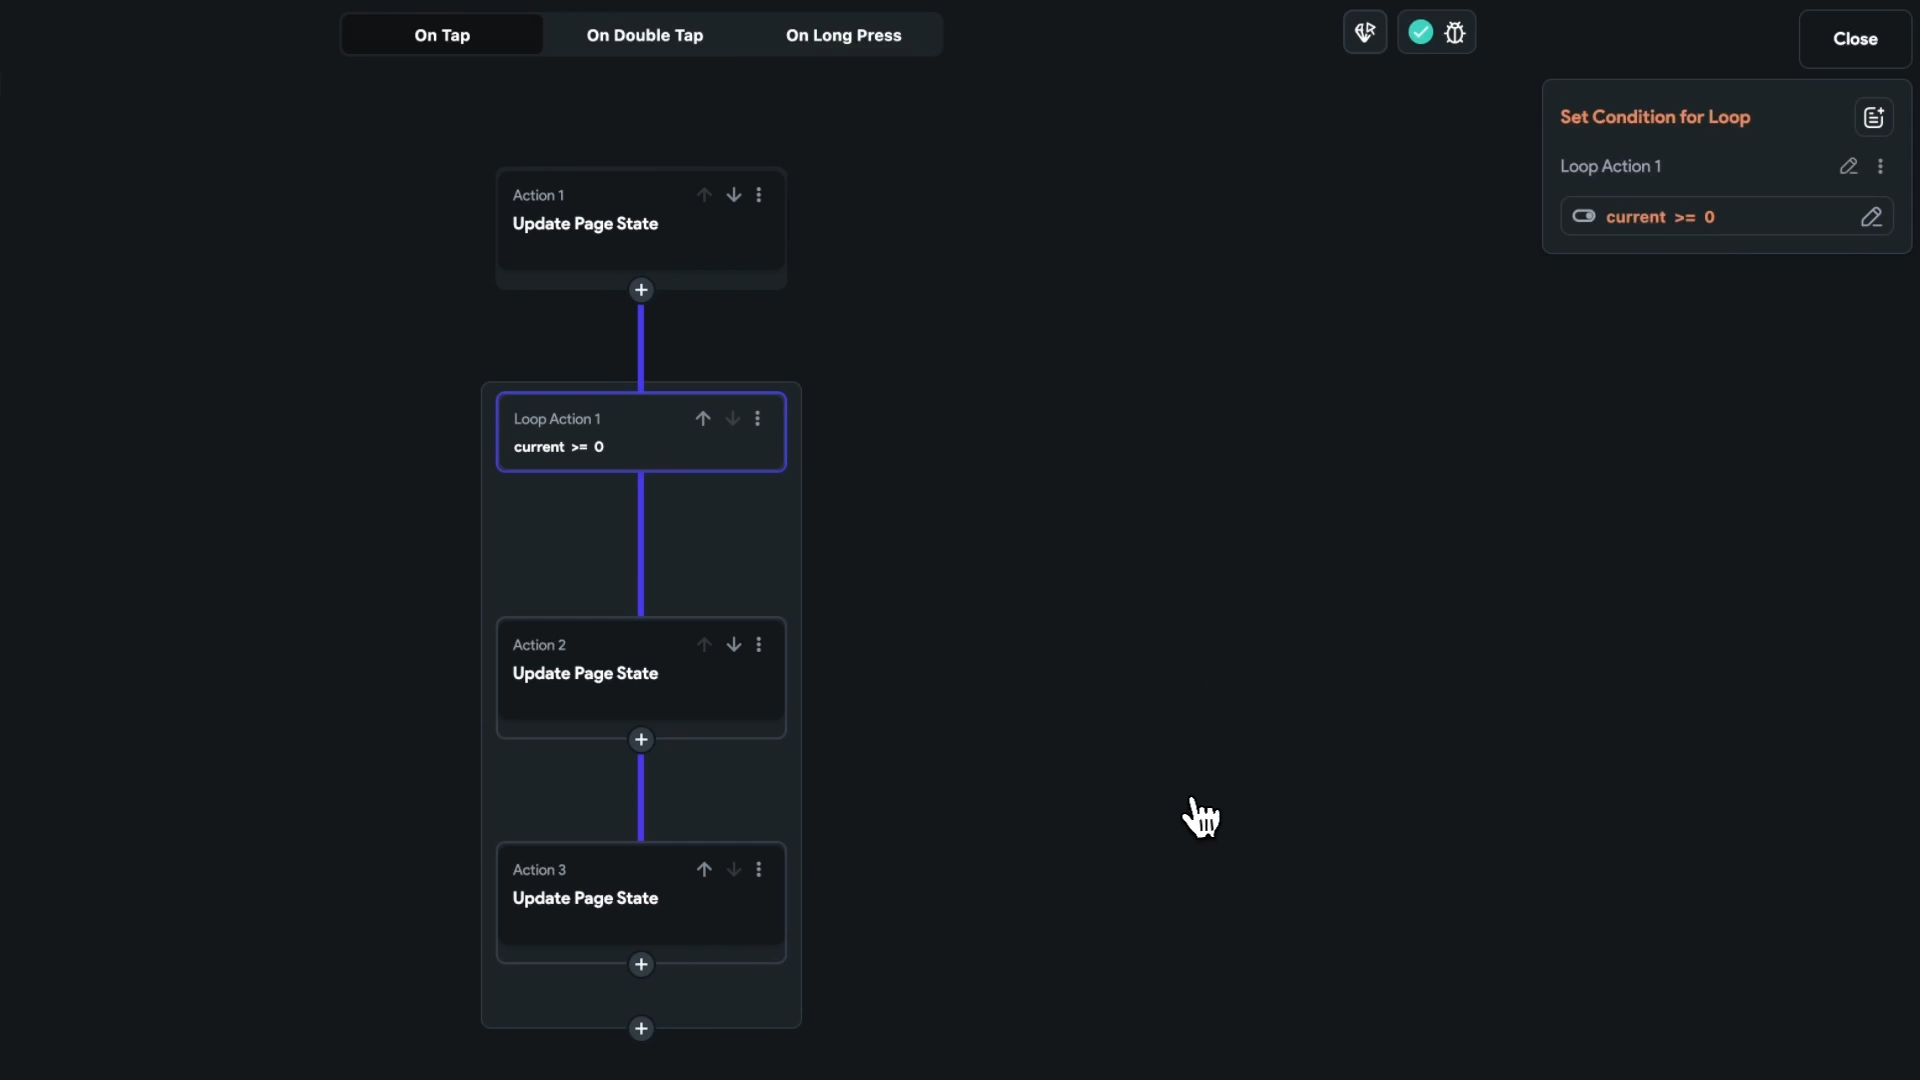 On Tap
On Double Tap
On Long Press
Close
Set Condition for Loop
Loop Action 1
current >= 0
Action 1
Update Page State
Loop Action 1
current >= 0
Action 2
Update Page State
Action 3
Update Page State